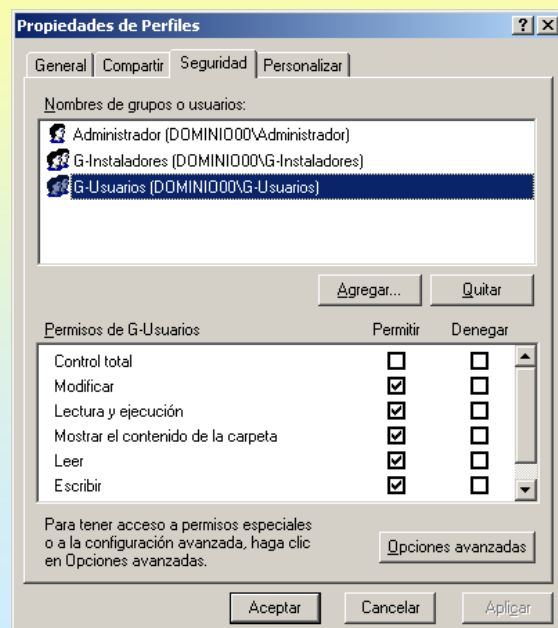 Propiedades de Perfiles
General Compartir Seguridad Personalizar
Nombres de grupos o usuarios:
Administrador (DOMINIO00\Administrador)
G-Instaladores (DOMINIO00\G-Instaladores)
G-Usuarios (DOMINIO00\G-Usuarios)
Agregar... Quitar
Permisos de G-Usuarios Permitir Denegar
Control total
Modificar
Lectura y ejecución
Mostrar el contenido de la carpeta
Leer
Escribir
Para tener acceso a permisos especiales
o a la configuración avanzada, haga clic
en Opciones avanzadas.
Opciones avanzadas
Aceptar Cancelar Aplicar